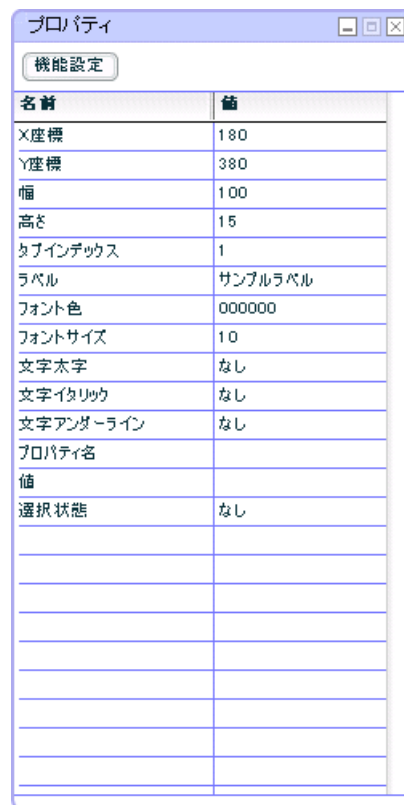 プロパティ
機能設定
名前 値
X座標 180
Y座標 380
幅 100
高さ 15
タブインデックス 1
ラベル サンプルラベル
フォント色 000000
フォントサイズ 10
文字太字 なし
文字イタリック なし
文字アンダーライン なし
プロパティ名
値
選択状態 なし